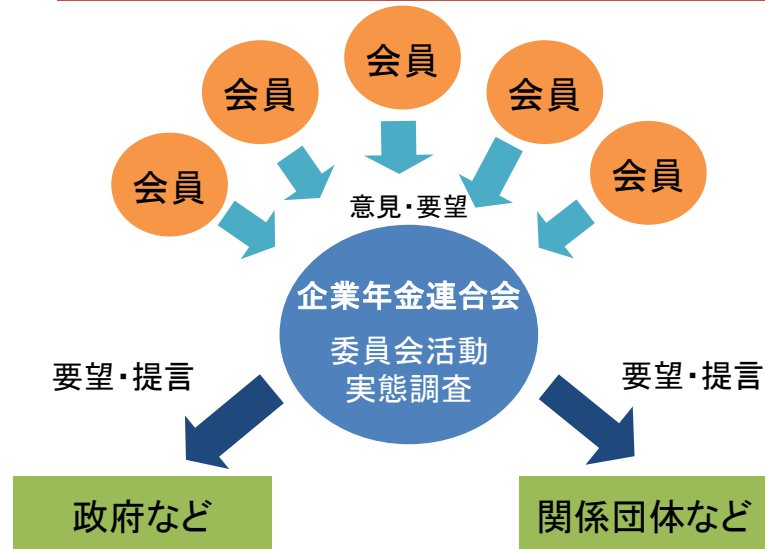 会員
会員
会員
会員
会員
意見・要望
企業年金連合会
委員会活動
実態調査
要望・提言
要望・提言
政府など
関係団体など